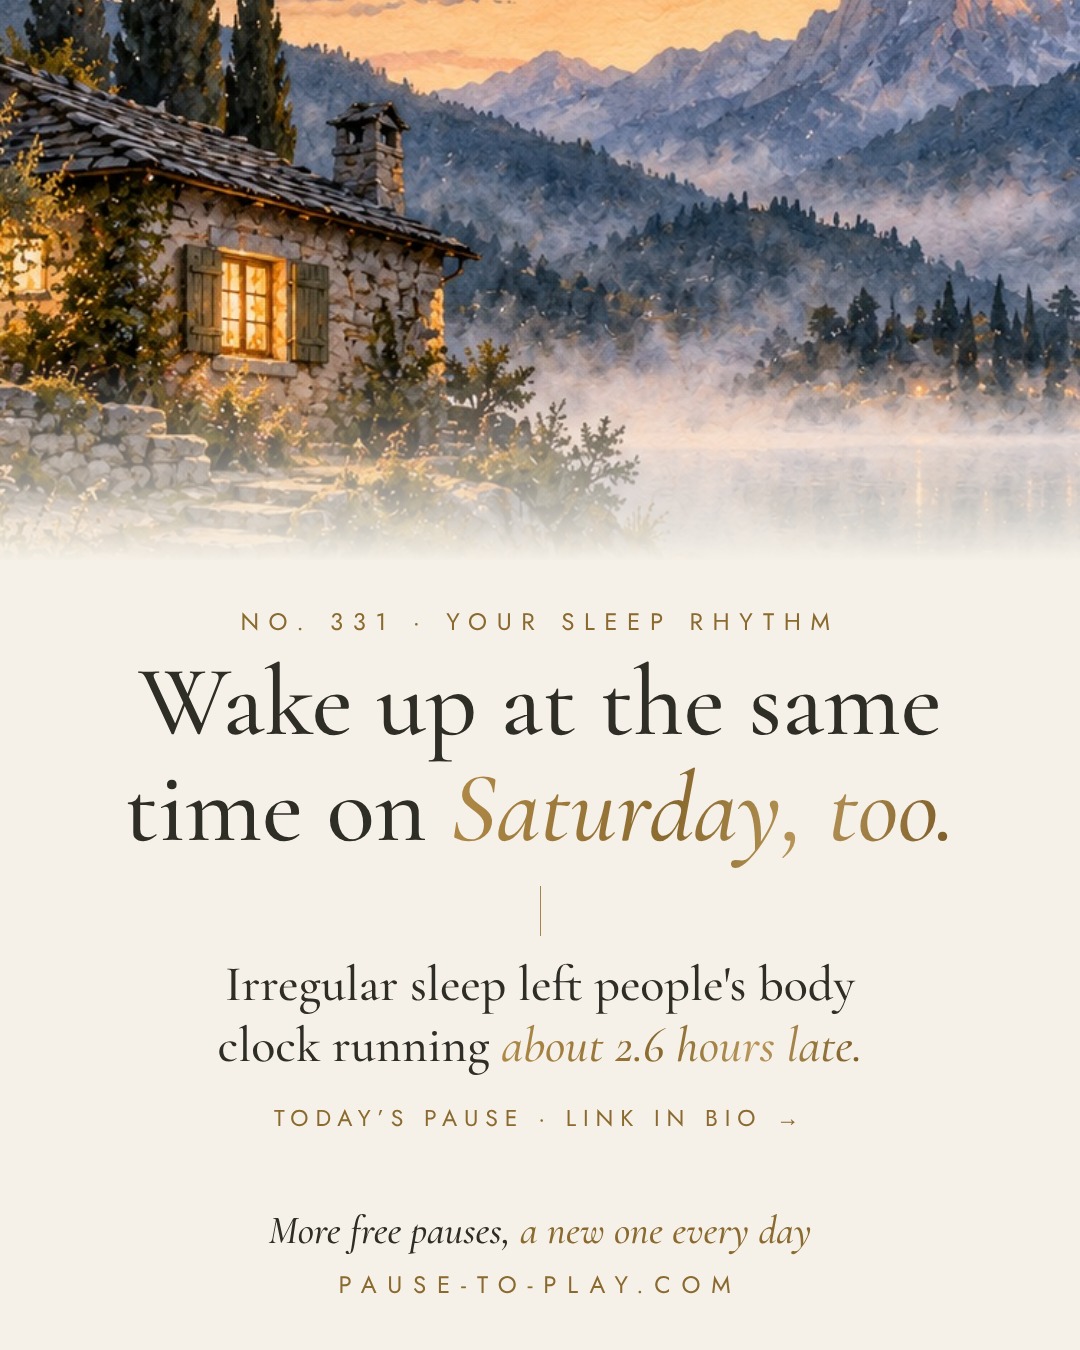 NO. 331 · YOUR SLEEP RHYTHM
Wake up at the same
time on Saturday, too.
Irregular sleep left people's body
clock running about 2.6 hours late.
TODAY’S PAUSE · LINK IN BIO →
More free pauses, a new one every day
PAUSE-TO-PLAY.COM